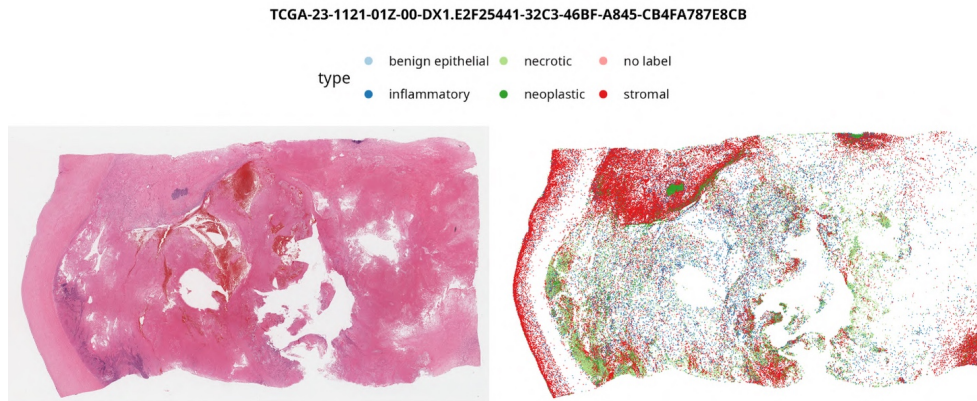 TCGA-23-1121-01Z-00-DX1.E2F25441-32C3-46BF-A845-CB4FA787E8CB
type
benign epithelial
necrotic
no label
inflammatory
neoplastic
stromal